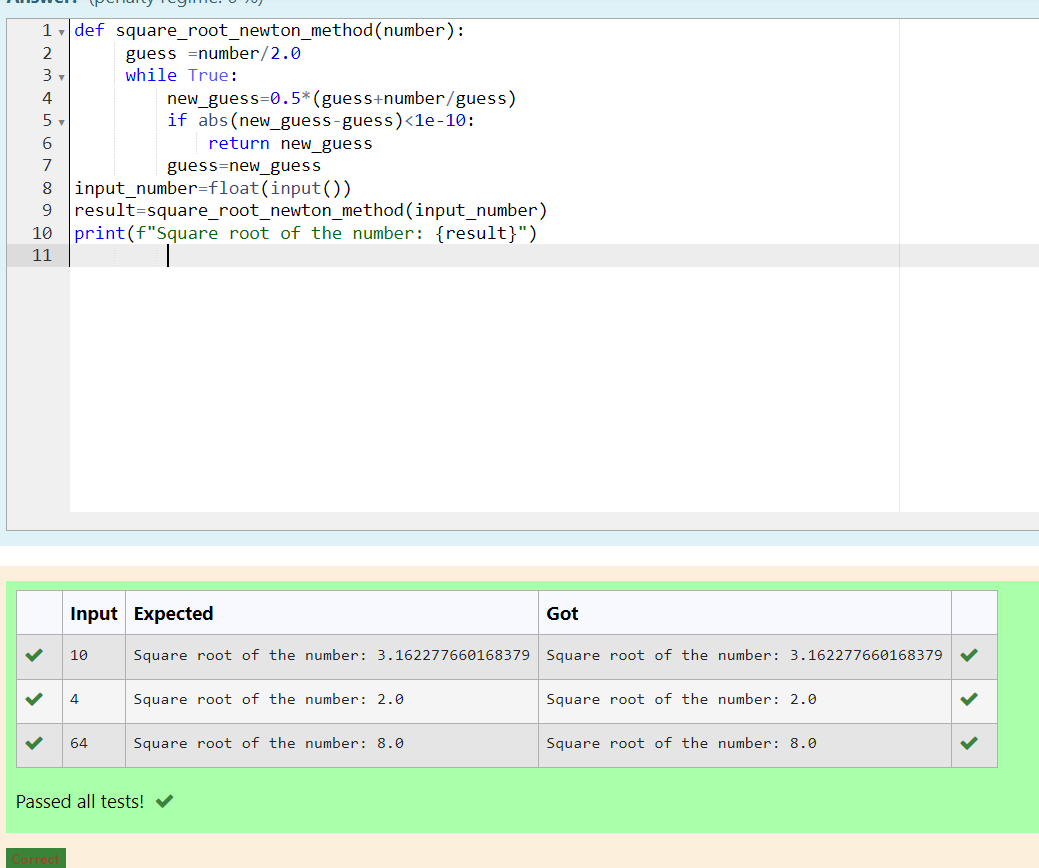 Answer: (penalty regime: 0 %)
1 def square_root_newton_method(number):
2 guess =number/2.0
3 while True:
4 new_guess=0.5*(guess+number/guess)
5 if abs(new_guess-guess)<1e-10:
6 return new_guess
7 guess=new_guess
8 input_number=float(input())
9 result=square_root_newton_method(input_number)
10 print(f"Square root of the number: {result}")
11
Input Expected Got
10 Square root of the number: 3.162277660168379 Square root of the number: 3.162277660168379
4 Square root of the number: 2.0 Square root of the number: 2.0
64 Square root of the number: 8.0 Square root of the number: 8.0
Passed all tests!
Correct